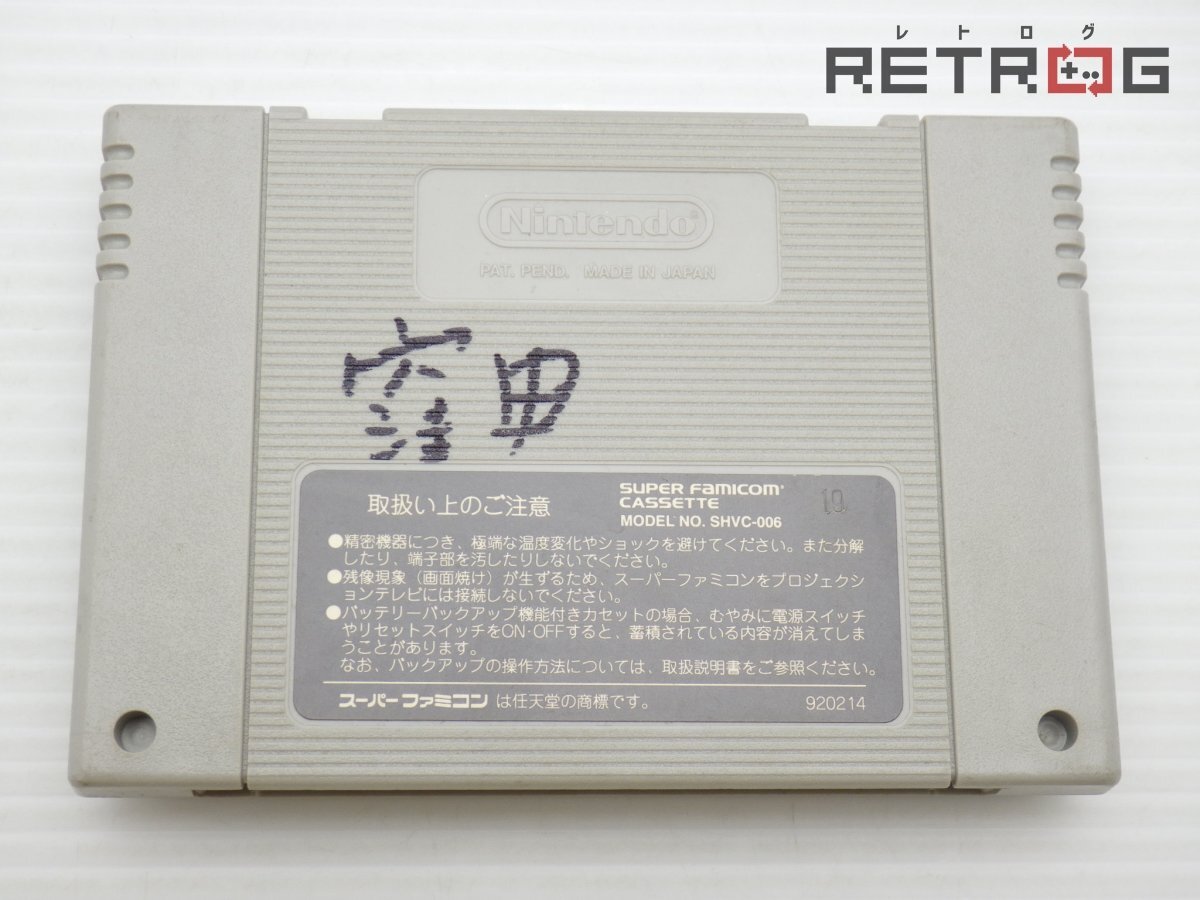 レトログ
RETROG
Nintendo®
PAT. PEND. MADE IN JAPAN
窪田
取扱い上のご注意
SUPER FAMICOM®
CASSETTE
MODEL NO. SHVC-006
10
●精密機器につき、極端な温度変化やショックを避けてください。また分解
したり、端子部を汚したりしないでください。
●残像現象（画面焼け）が生ずるため、スーパーファミコンをプロジェクシ
ョンテレビには接続しないでください。
●バッテリーバックアップ機能付きカセットの場合、むやみに電源スイッチ
やリセットスイッチをON·OFFすると、蓄積されている内容が消えてしま
うことがあります。
なお、バックアップの操作方法については、取扱説明書をご参照ください。
スーパーファミコン は任天堂の商標です。
920214